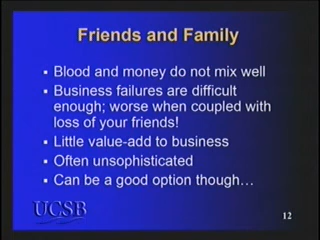 Friends and Family
▪ Blood and money do not mix well
▪ Business failures are difficult
enough; worse when coupled with
loss of your friends!
▪ Little value-add to business
▪ Often unsophisticated
▪ Can be a good option though…
UCSB
12